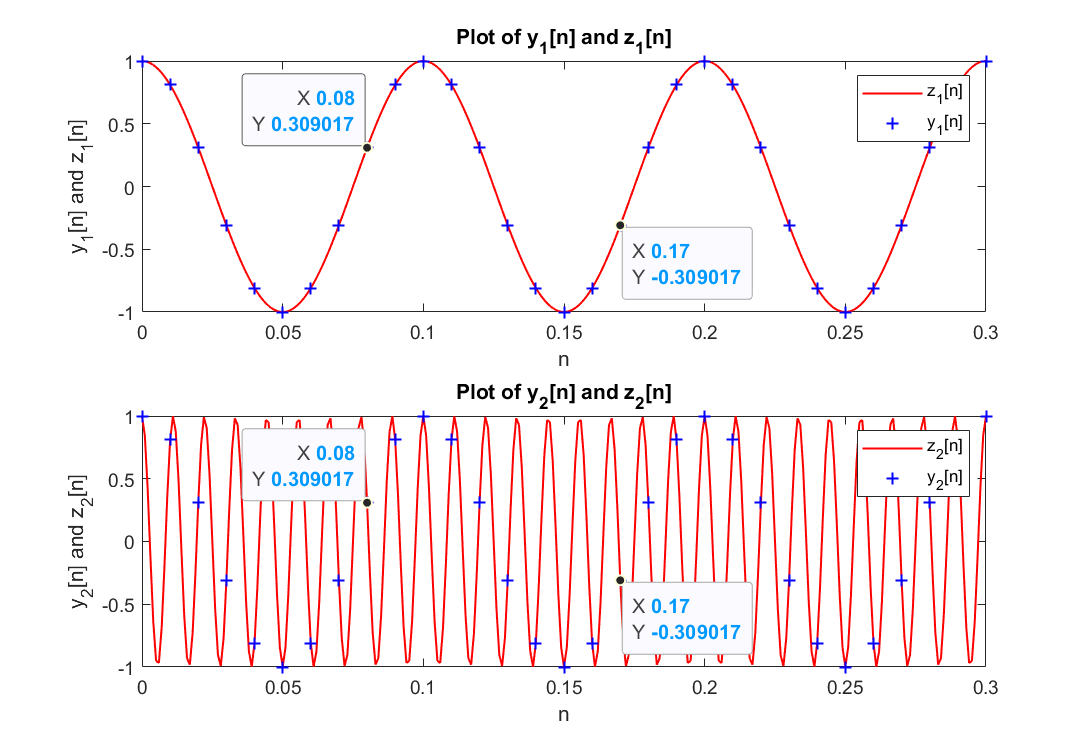 Plot of y₁[n] and z₁[n]
y₁[n] and z₁[n]
1
0.5
0
-0.5
-1
X 0.08
Y 0.309017
X 0.17
Y -0.309017
z₁[n]
y₁[n]
0 0.05 0.1 0.15 0.2 0.25 0.3
n
Plot of y₂[n] and z₂[n]
y₂[n] and z₂[n]
1
0.5
0
-0.5
-1
X 0.08
Y 0.309017
X 0.17
Y -0.309017
z₂[n]
y₂[n]
0 0.05 0.1 0.15 0.2 0.25 0.3
n